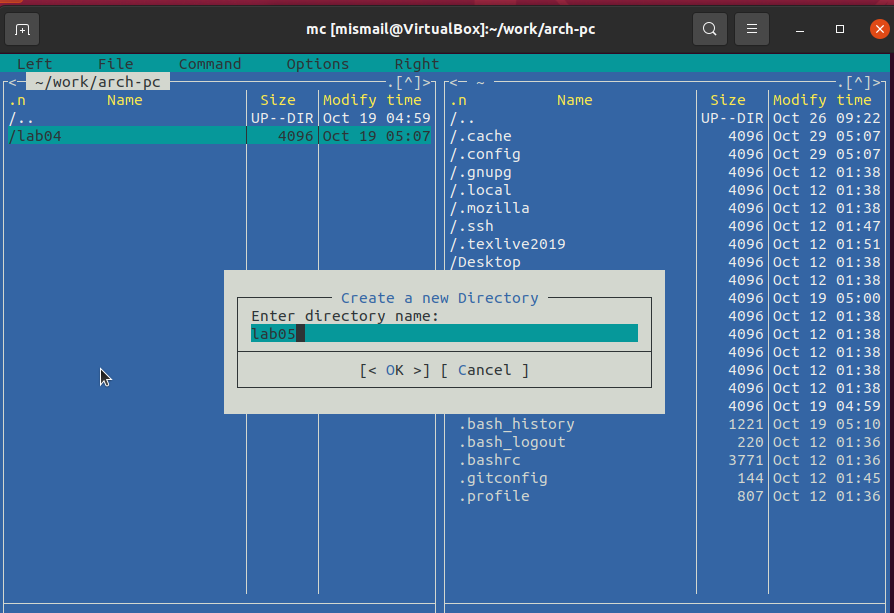 mc [mismail@VirtualBox]:~/work/arch-pc
Left File Command Options Right
<— ~/work/arch-pc .[^]>
.n Name Size Modify time
/.. UP--DIR Oct 19 04:59
/lab04 4096 Oct 19 05:07
<— ~ .[^]>
.n Name Size Modify time
/.. UP--DIR Oct 26 09:22
/.cache 4096 Oct 29 05:07
/.config 4096 Oct 29 05:07
/.gnupg 4096 Oct 12 01:38
/.local 4096 Oct 12 01:38
/.mozilla 4096 Oct 12 01:38
/.ssh 4096 Oct 12 01:47
/.texlive2019 4096 Oct 12 01:51
/Desktop 4096 Oct 12 01:38
4096 Oct 12 01:38
4096 Oct 19 05:00
4096 Oct 12 01:38
4096 Oct 12 01:38
4096 Oct 12 01:38
4096 Oct 12 01:38
4096 Oct 12 01:38
4096 Oct 19 04:59
.bash_history 1221 Oct 19 05:10
.bash_logout 220 Oct 12 01:36
.bashrc 3771 Oct 12 01:36
.gitconfig 144 Oct 12 01:45
.profile 807 Oct 12 01:36
Create a new Directory
Enter directory name:
lab05
[< OK >] [ Cancel ]